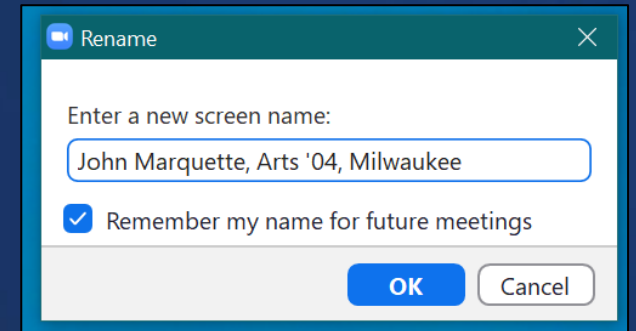 Rename
Enter a new screen name:
John Marquette, Arts '04, Milwaukee
Remember my name for future meetings
OK Cancel